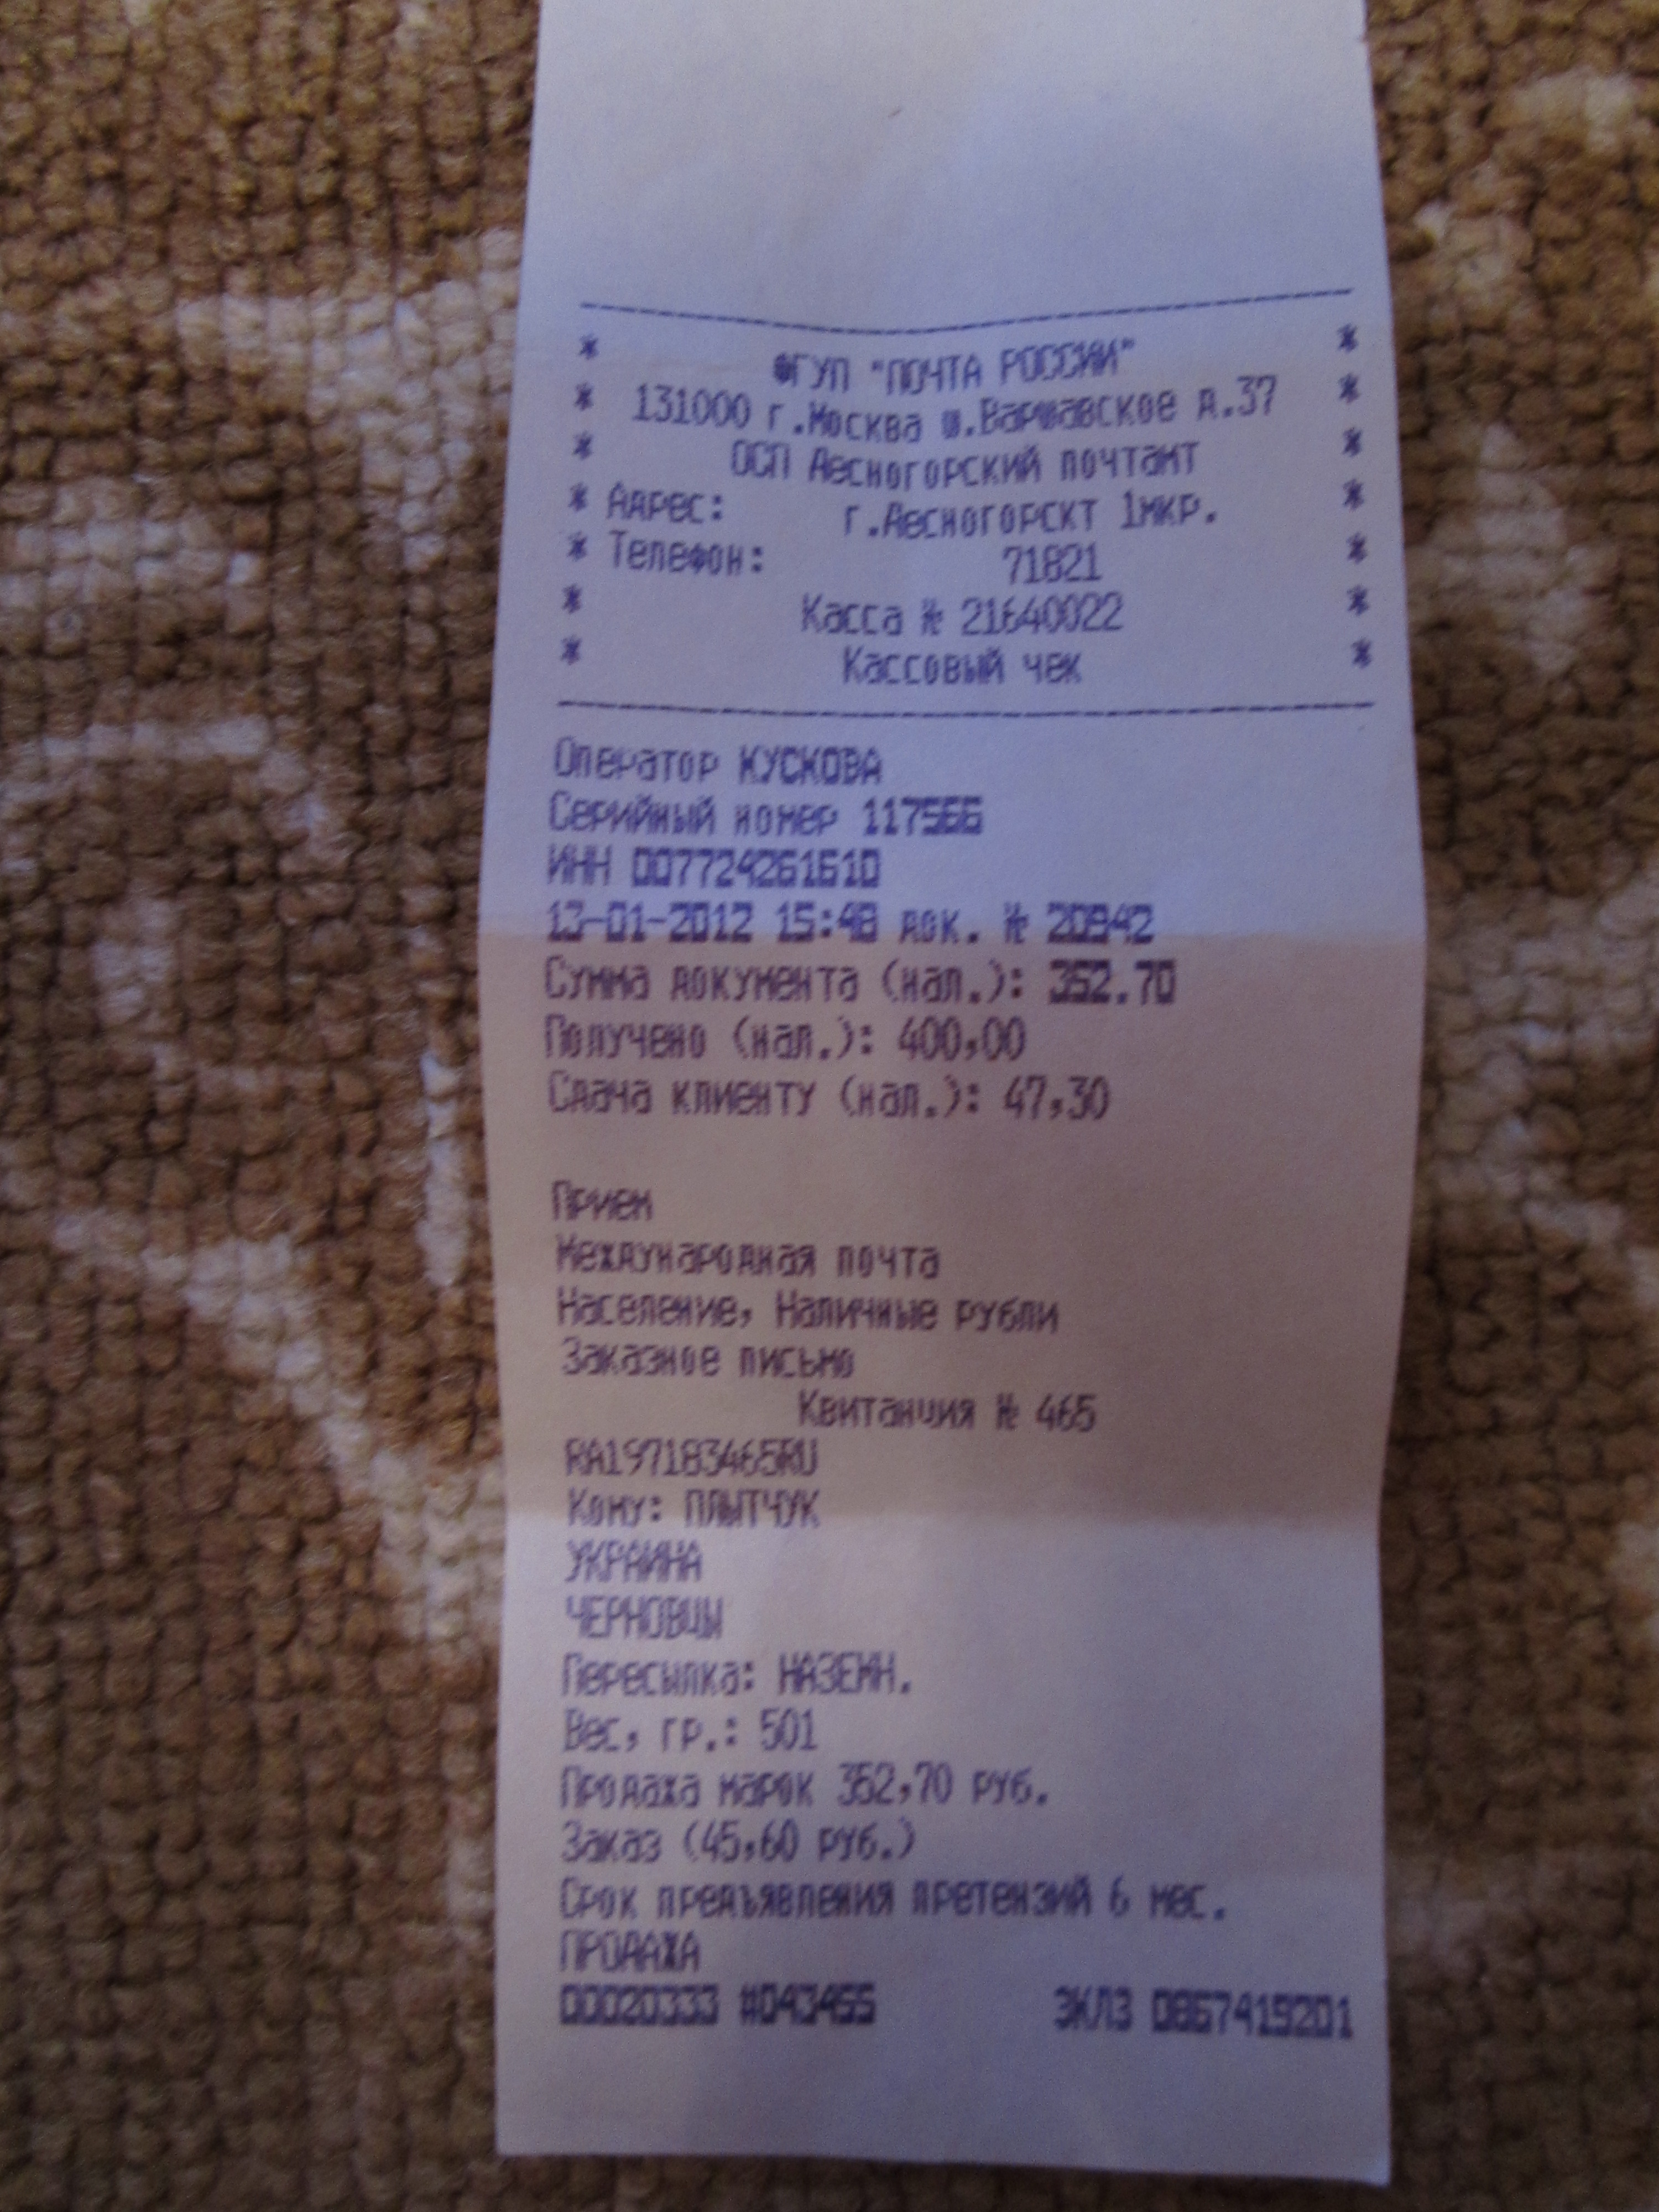 * ФГУП "ПОЧТА РОССИИ" *
* 131000 г.Москва ш.Варшавское д.37 *
* ОСП Лесногорский почтамт *
* Адрес: г.Лесногорскт 1мкр. *
* Телефон: 71821 *
* Касса № 21640022 *
* Кассовый чек *
Оператор КУСКОВА
Серийный номер 117566
ИНН 007724261610
13-01-2012 15:48 док. № 20842
Сумма документа (нал.): 352.70
Получено (нал.): 400,00
Сдача клиенту (нал.): 47,30
Прием
Международная почта
Население, Наличные рубли
Заказное письмо
Квитанция № 465
RA197183465RU
Кому: ПЛЫТЧУК
УКРАИНА
ЧЕРНОВЦЫ
Пересылка: НАЗЕМН.
Вес, гр.: 501
Продажа марок 352,70 руб.
Заказ (45,60 руб.)
Срок предъявления претензий 6 мес.
ПРОДАЖА
00020333 #043455 ЭКЛЗ 0867419201